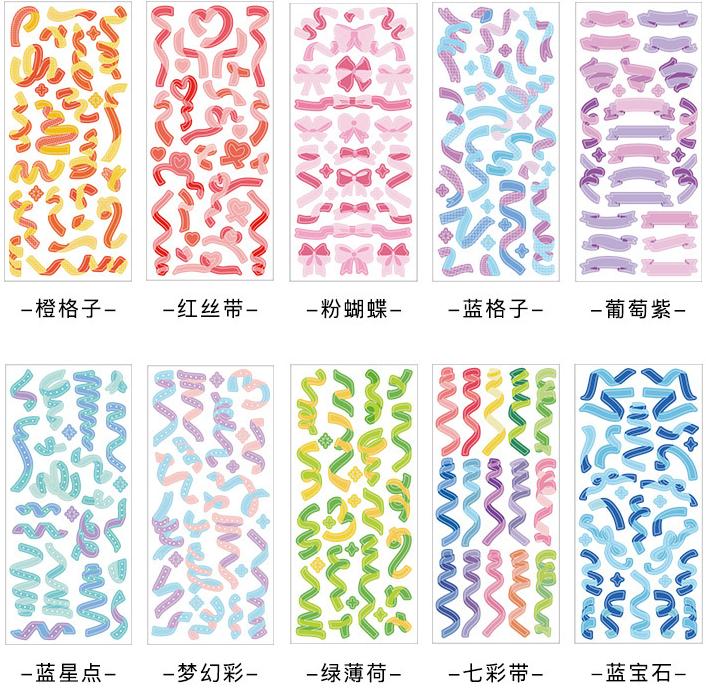 –橙格子–
–红丝带–
–粉蝴蝶–
–蓝格子–
–葡萄紫–
–蓝星点–
–梦幻彩–
–绿薄荷–
–七彩带–
–蓝宝石–